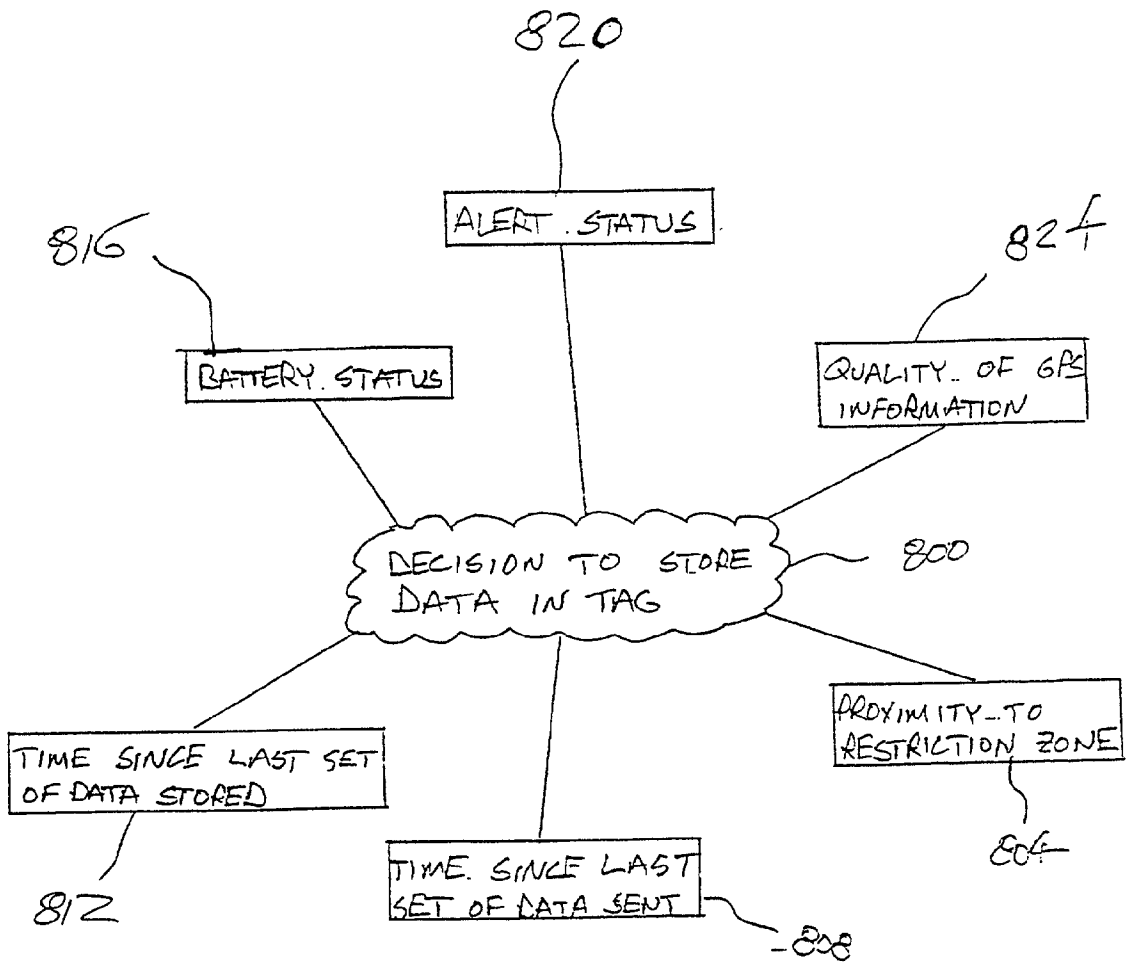 820
ALERT STATUS
816
824
BATTERY STATUS
QUALITY OF GPS
INFORMATION
DECISION TO STORE
DATA IN TAG
800
PROXIMITY TO
RESTRICTION ZONE
TIME SINCE LAST SET
OF DATA STORED
804
TIME SINCE LAST
SET OF DATA SENT
812
808